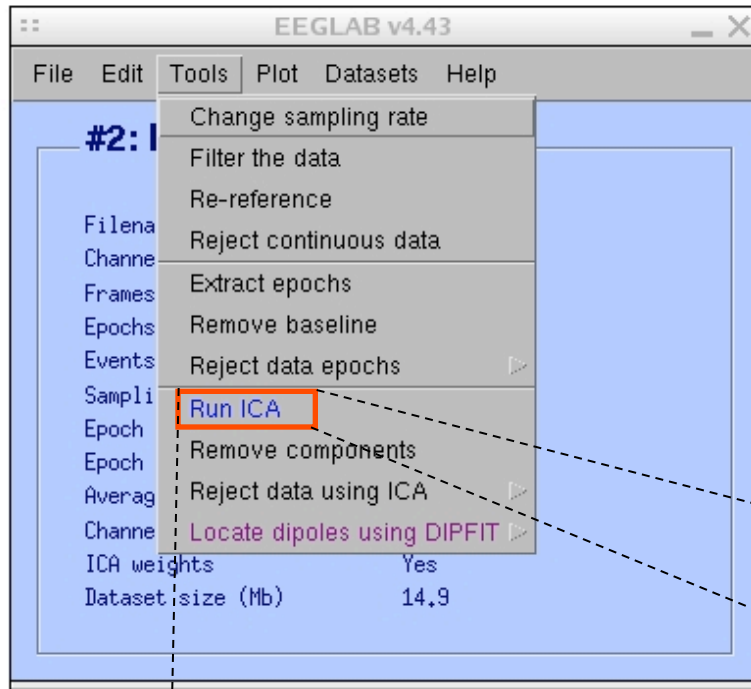 EEGLAB v4.43
File Edit Tools Plot Datasets Help
#2:
Change sampling rate
Filter the data
Re-reference
Reject continuous data
Extract epochs
Remove baseline
Reject data epochs
Run ICA
Remove components
Reject data using ICA
Locate dipoles using DIPFIT
Filena
Channe
Frames
Epochs
Events
Sampli
Epoch
Epoch
Averag
Channe
ICA weights Yes
Dataset size (Mb) 14.9